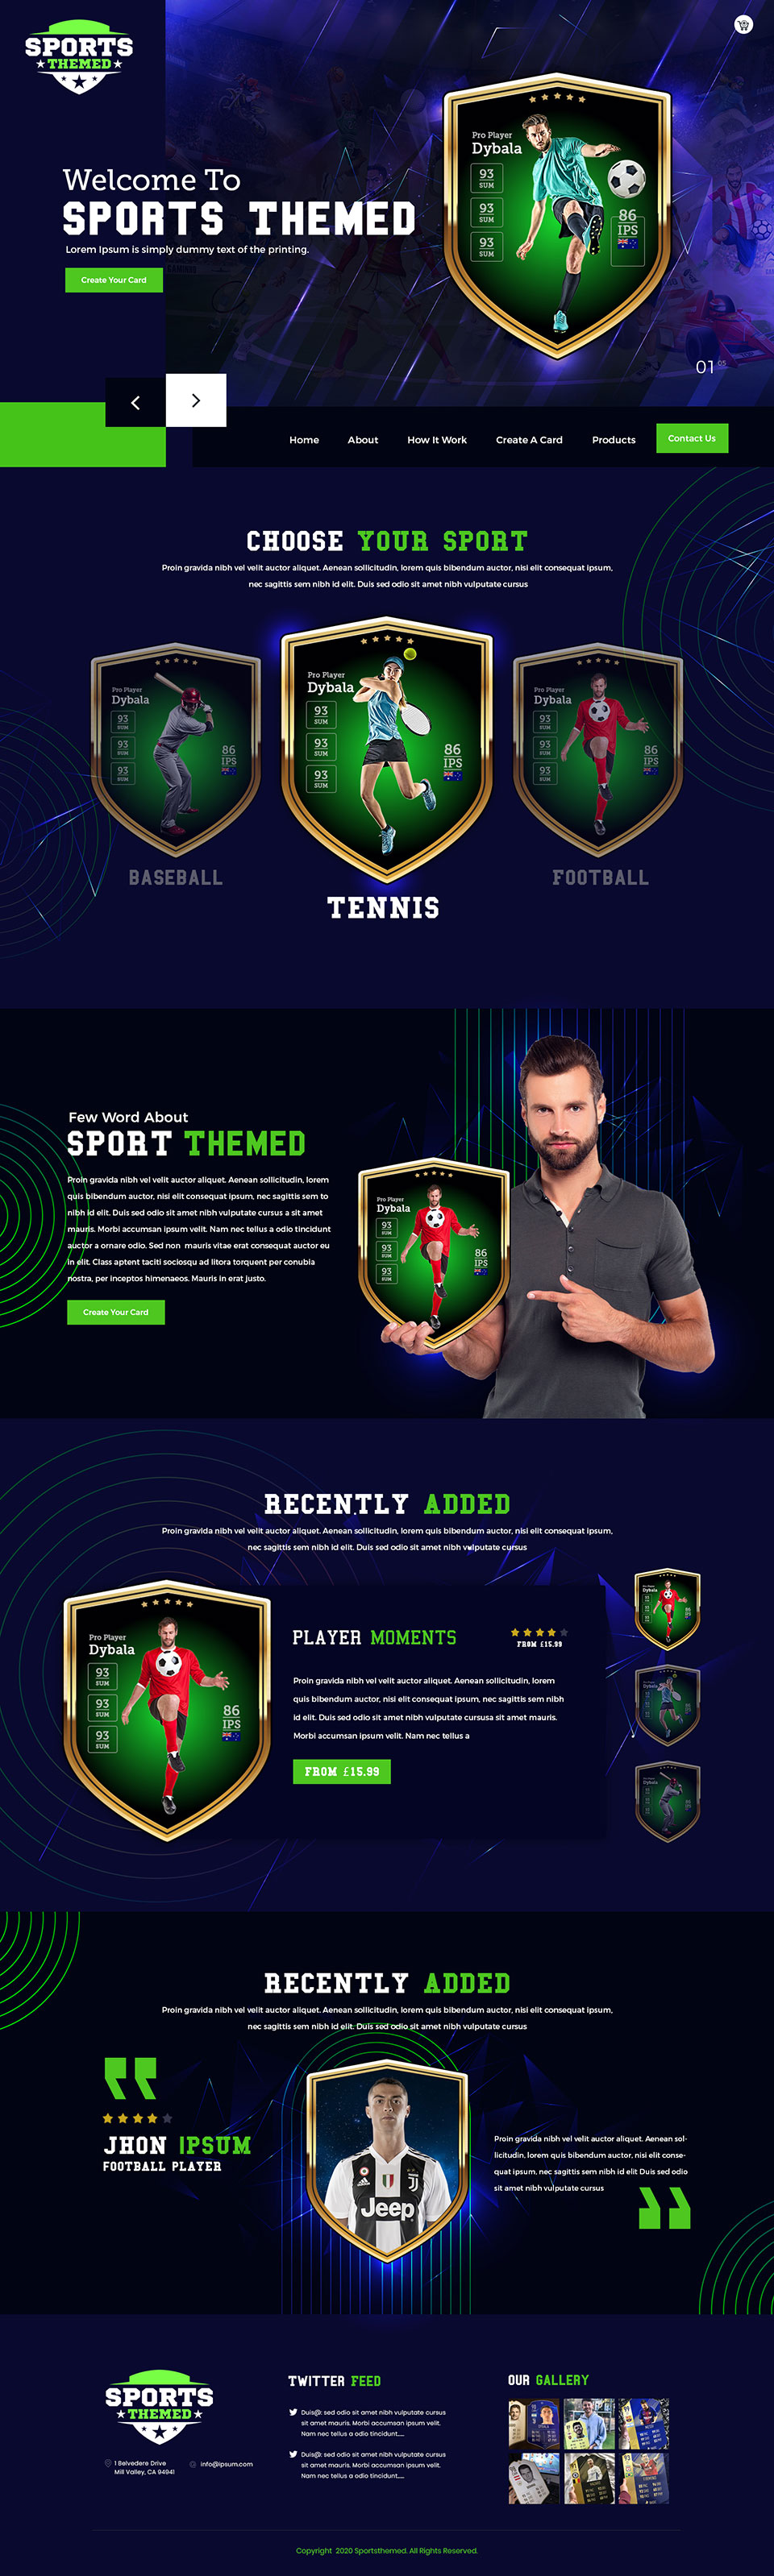 SPORTS
THEMED
Pro Player
Dybala
93
SUM
93
SUM
93
SUM
86
IPS
Welcome To
SPORTS THEMED
Lorem Ipsum is simply dummy text of the printing.
Create Your Card
01 05
Home About How It Work Create A Card Products Contact Us
CHOOSE YOUR SPORT
Proin gravida nibh vel velit auctor aliquet. Aenean sollicitudin, lorem quis bibendum auctor, nisi elit consequat ipsum,
nec sagittis sem nibh id elit. Duis sed odio sit amet nibh vulputate cursus
Pro Player
Dybala
93
SUM
93
SUM
93
SUM
86
IPS
BASEBALL
Pro Player
Dybala
93
SUM
93
SUM
93
SUM
86
IPS
TENNIS
Pro Player
Dybala
93
SUM
93
SUM
93
SUM
86
IPS
FOOTBALL
Few Word About
SPORT THEMED
Proin gravida nibh vel velit auctor aliquet. Aenean sollicitudin, lorem
quis bibendum auctor, nisi elit consequat ipsum, nec sagittis sem to
nibh id elit. Duis sed odio sit amet nibh vulputate cursus a sit amet
mauris. Morbi accumsan ipsum velit. Nam nec tellus a odio tincidunt
auctor a ornare odio. Sed non mauris vitae erat consequat auctor eu
in elit. Class aptent taciti sociosqu ad litora torquent per conubia
nostra, per inceptos himenaeos. Mauris in erat justo.
Create Your Card
Pro Player
Dybala
93
SUM
93
SUM
93
SUM
86
IPS
RECENTLY ADDED
Proin gravida nibh vel velit auctor aliquet. Aenean sollicitudin, lorem quis bibendum auctor, nisi elit consequat ipsum,
nec sagittis sem nibh id elit. Duis sed odio sit amet nibh vulputate cursus
Pro Player
Dybala
93
SUM
93
SUM
93
SUM
86
IPS
PLAYER MOMENTS
FROM £15.99
Proin gravida nibh vel velit auctor aliquet. Aenean sollicitudin, lorem
quis bibendum auctor, nisi elit consequat ipsum, nec sagittis sem nibh
id elit. Duis sed odio sit amet nibh vulputate cursusa sit amet mauris.
Morbi accumsan ipsum velit. Nam nec tellus a
FROM £15.99
Dybala
Dybala
Dybala
RECENTLY ADDED
Proin gravida nibh vel velit auctor aliquet. Aenean sollicitudin, lorem quis bibendum auctor, nisi elit consequat ipsum,
nec sagittis sem nibh id elit. Duis sed odio sit amet nibh vulputate cursus
JHON IPSUM
FOOTBALL PLAYER
Jeep
Proin gravida nibh vel velit auctor aliquet. Aenean sol-
licitudin, lorem quis bibendum auctor, nisi elit conse-
quat ipsum, nec sagittis sem nibh id elit Duis sed odio
sit amet nibh vulputate cursus
SPORTS
THEMED
1 Belvedere Drive
Mill Valley, CA 94941
info@ipsum.com
TWITTER FEED
Duis@: sed odio sit amet nibh vulputate cursus
sit amet mauris. Morbi accumsan ipsum velit.
Nam nec tellus a odio tincidunt.....
Duis@: sed odio sit amet nibh vulputate cursus
sit amet mauris. Morbi accumsan ipsum velit.
Nam nec tellus a odio tincidunt.....
OUR GALLERY
Copyright 2020 Sportsthemed. All Rights Reserved.